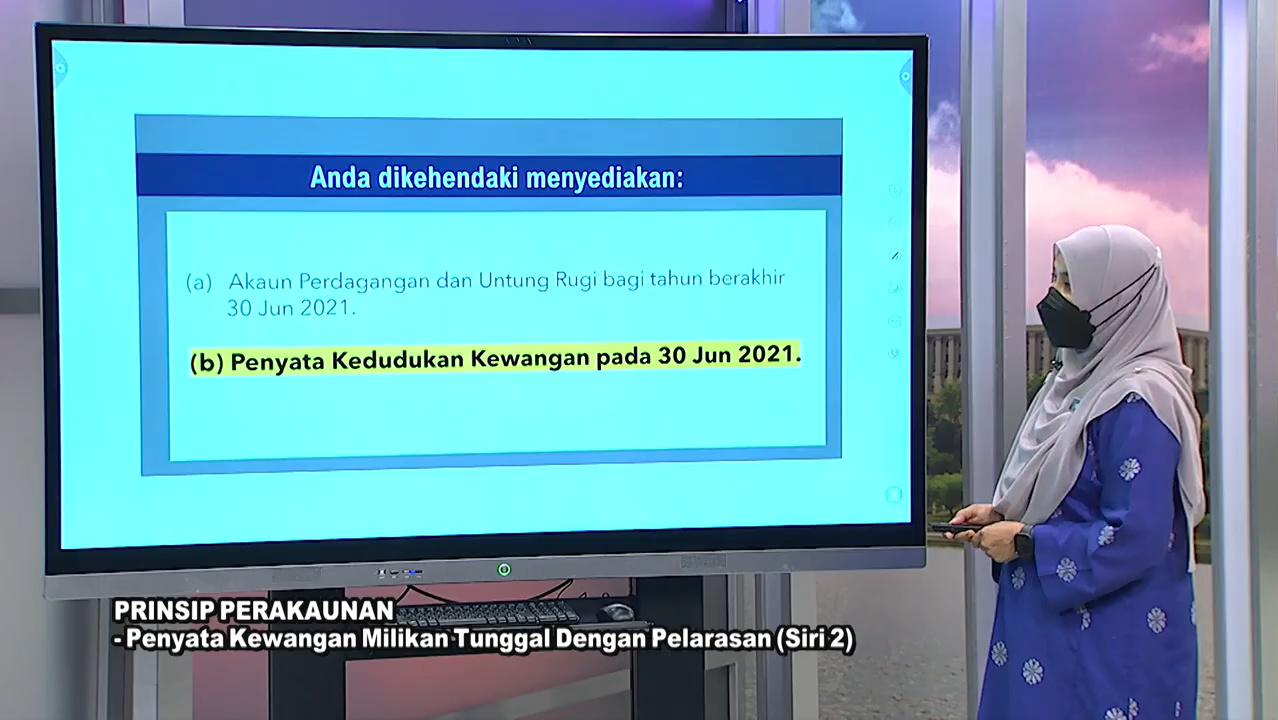 Anda dikehendaki menyediakan:
(a) Akaun Perdagangan dan Untung Rugi bagi tahun berakhir
30 Jun 2021.
(b) Penyata Kedudukan Kewangan pada 30 Jun 2021.
PRINSIP PERAKAUNAN
- Penyata Kewangan Milikan Tunggal Dengan Pelarasan (Siri 2)